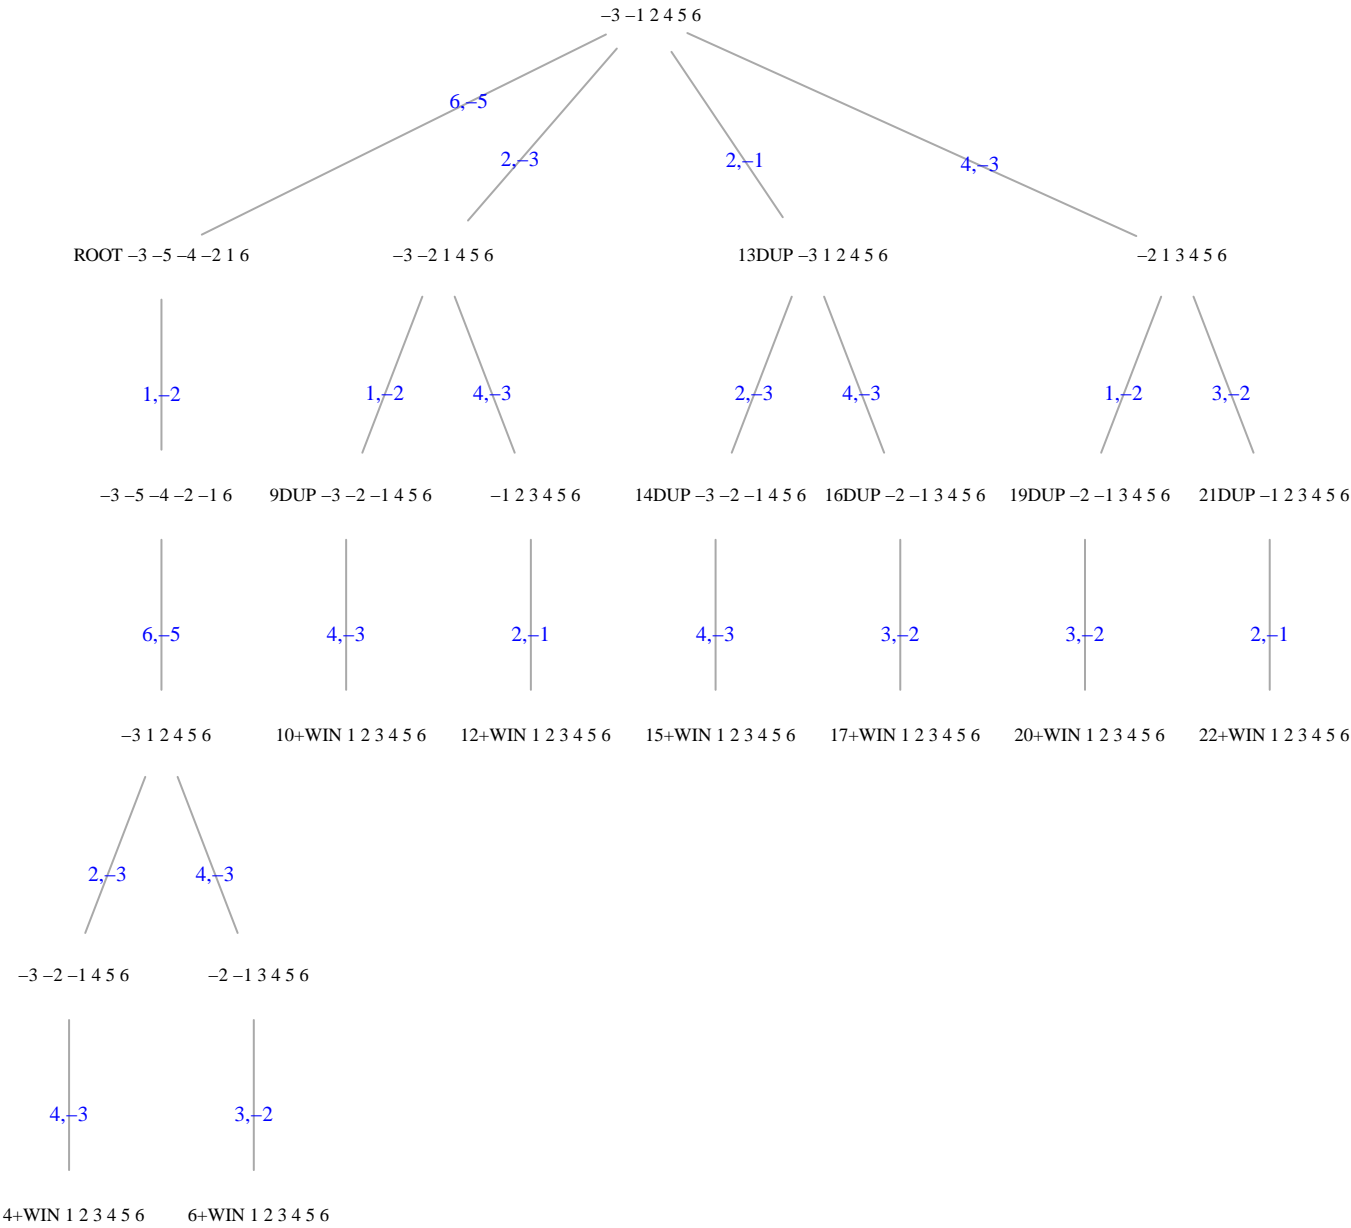 –3 –1 2 4 5 6
6,–5
2,–3
2,–1
4,–3
ROOT –3 –5 –4 –2 1 6
–3 –2 1 4 5 6
13DUP –3 1 2 4 5 6
–2 1 3 4 5 6
1,–2
1,–2
4,–3
2,–3
4,–3
1,–2
3,–2
–3 –5 –4 –2 –1 6
9DUP –3 –2 –1 4 5 6
–1 2 3 4 5 6
14DUP –3 –2 –1 4 5 6
16DUP –2 –1 3 4 5 6
19DUP –2 –1 3 4 5 6
21DUP –1 2 3 4 5 6
6,–5
4,–3
2,–1
4,–3
3,–2
3,–2
2,–1
–3 1 2 4 5 6
10+WIN 1 2 3 4 5 6
12+WIN 1 2 3 4 5 6
15+WIN 1 2 3 4 5 6
17+WIN 1 2 3 4 5 6
20+WIN 1 2 3 4 5 6
22+WIN 1 2 3 4 5 6
2,–3
4,–3
–3 –2 –1 4 5 6
–2 –1 3 4 5 6
4,–3
3,–2
4+WIN 1 2 3 4 5 6
6+WIN 1 2 3 4 5 6